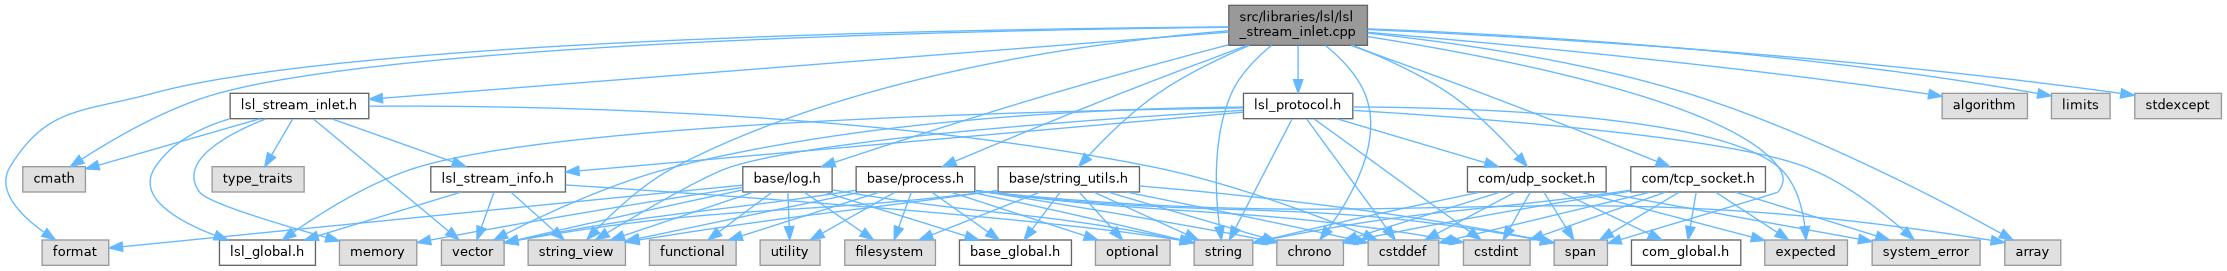 src/libraries/lsl/lsl
_stream_inlet.cpp
lsl_stream_inlet.h
lsl_protocol.h
algorithm
limits
stdexcept
cmath
type_traits
lsl_stream_info.h
base/log.h
base/process.h
base/string_utils.h
com/udp_socket.h
com/tcp_socket.h
format
lsl_global.h
memory
vector
string_view
functional
utility
filesystem
base_global.h
optional
string
chrono
cstddef
cstdint
span
com_global.h
expected
system_error
array